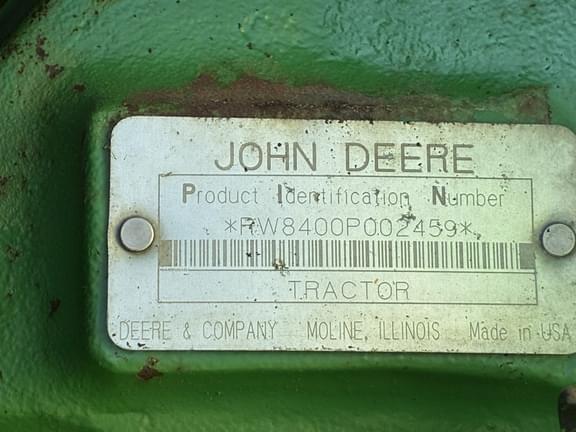 JOHN DEERE
Product Identification Number
*RW8400P002459*
TRACTOR
DEERE & COMPANY MOLINE, ILLINOIS Made in USA